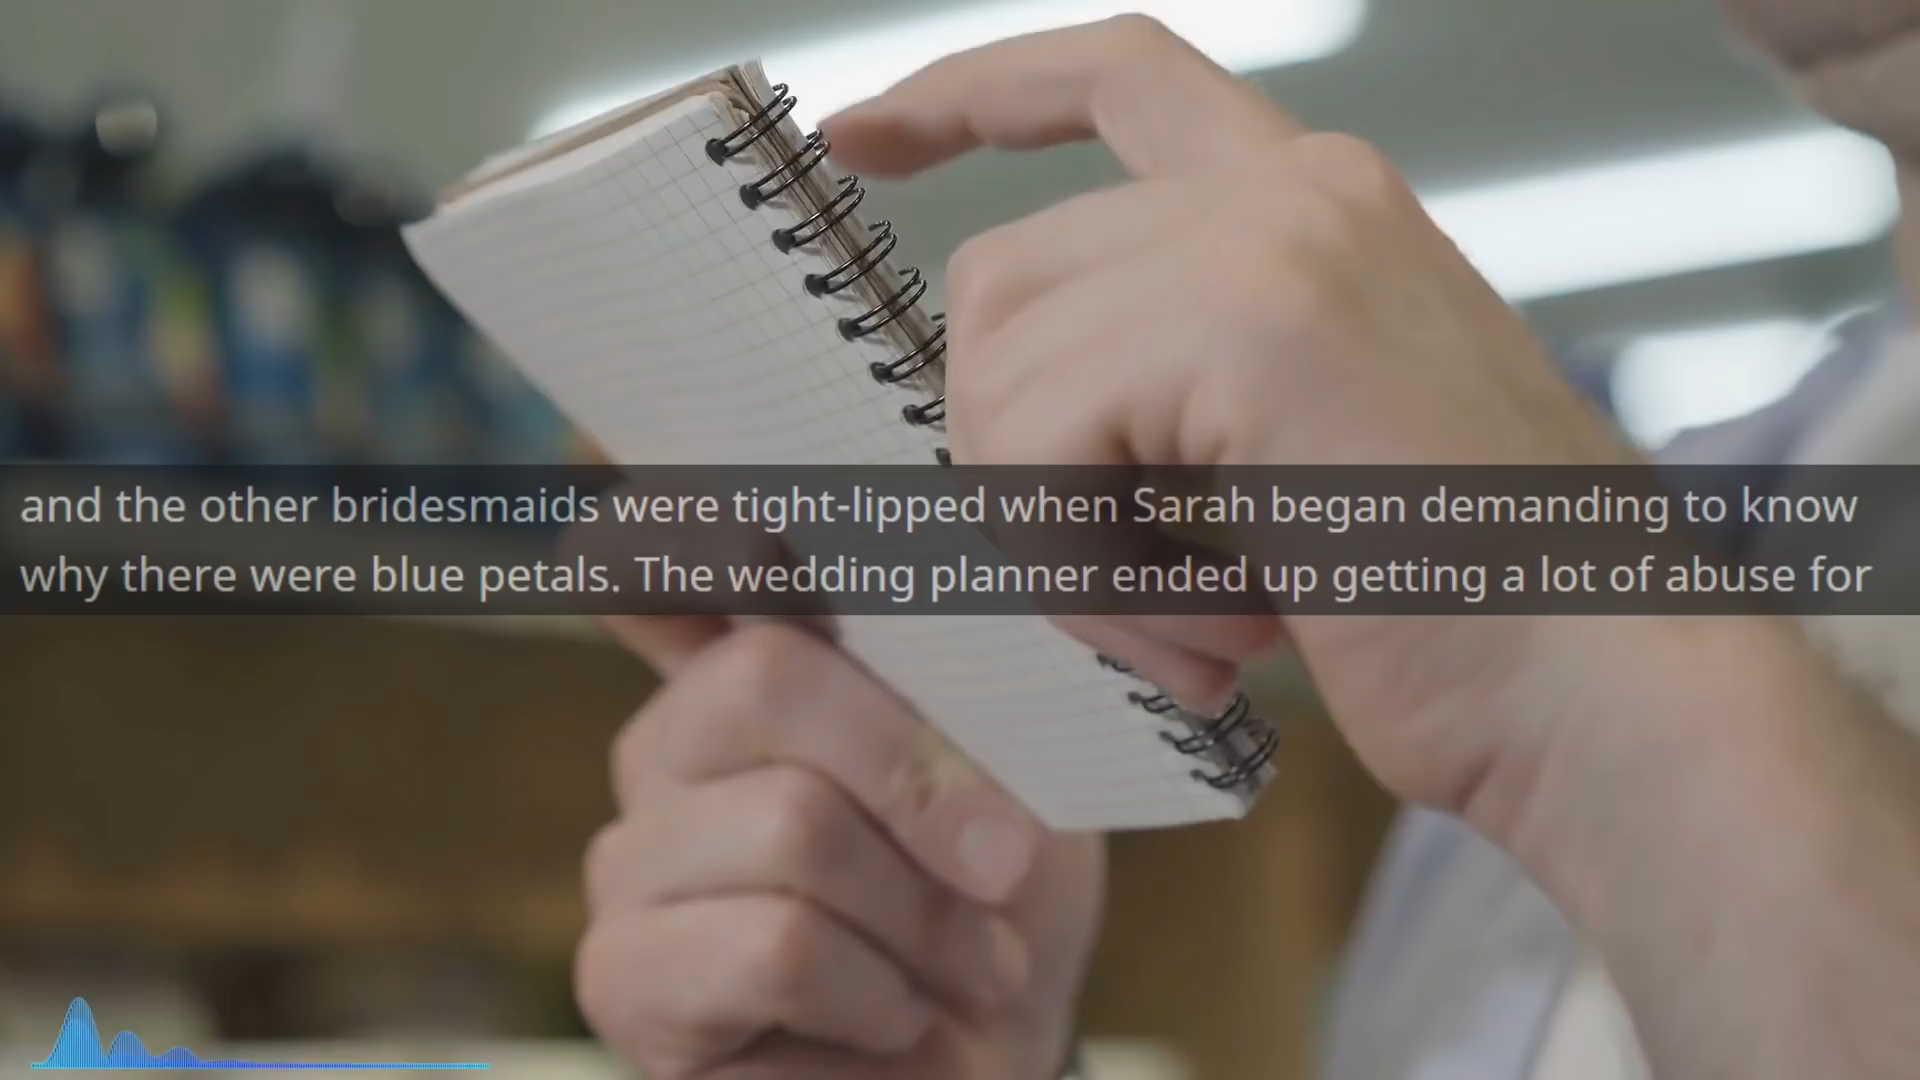 and the other bridesmaids were tight-lipped when Sarah began demanding to know
why there were blue petals. The wedding planner ended up getting a lot of abuse for